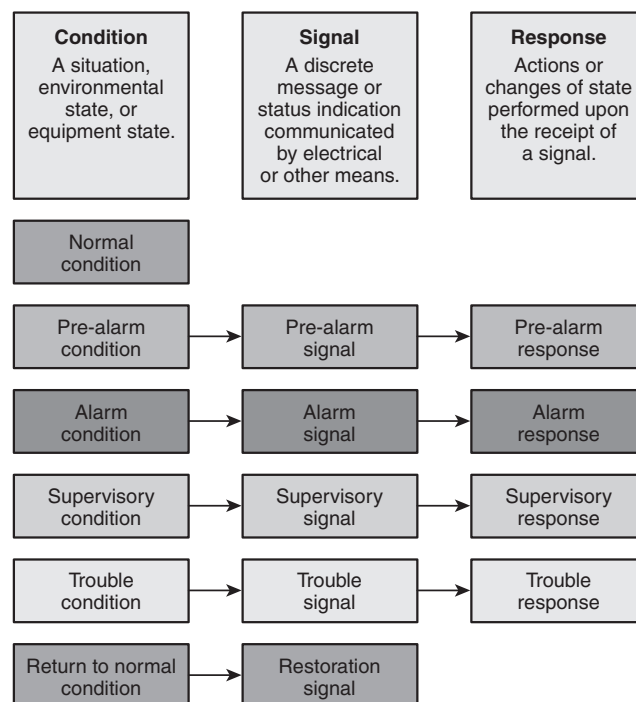 Condition
A situation,
environmental
state, or
equipment state.
Signal
A discrete
message or
status indication
communicated
by electrical
or other means.
Response
Actions or
changes of state
performed upon
the receipt of
a signal.
Normal
condition
Pre-alarm
condition
Pre-alarm
signal
Pre-alarm
response
Alarm
condition
Alarm
signal
Alarm
response
Supervisory
condition
Supervisory
signal
Supervisory
response
Trouble
condition
Trouble
signal
Trouble
response
Return to normal
condition
Restoration
signal